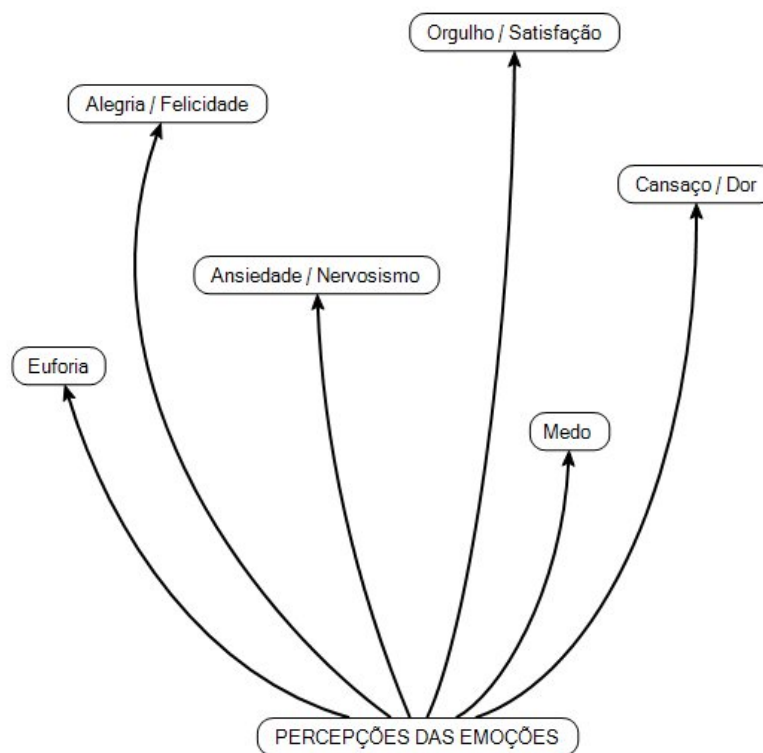 Orgulho / Satisfação
Alegria / Felicidade
Cansaço / Dor
Ansiedade / Nervosismo
Euforia
Medo
PERCEPÇÕES DAS EMOÇÕES